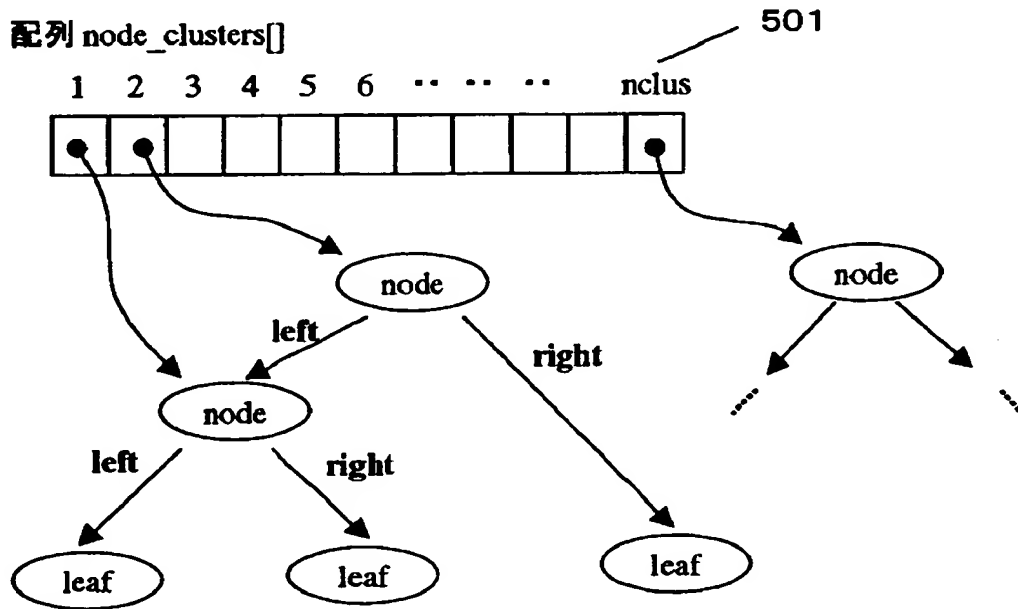 501
配列 node_clusters[]
1 2 3 4 5 6 ‥ ‥ ‥ nclus
node
node
left
right
node
left
right
leaf
leaf
leaf